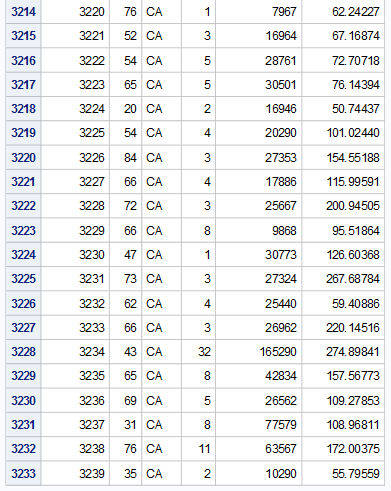 3214 3220 76 CA 1 7967 62.24227
3215 3221 52 CA 3 16964 67.16874
3216 3222 54 CA 5 28761 72.70718
3217 3223 65 CA 5 30501 76.14394
3218 3224 20 CA 2 16946 50.74437
3219 3225 54 CA 4 20290 101.02440
3220 3226 84 CA 3 27353 154.55188
3221 3227 66 CA 4 17886 115.99591
3222 3228 72 CA 3 25667 200.94505
3223 3229 66 CA 8 9868 95.51864
3224 3230 47 CA 1 30773 126.60368
3225 3231 73 CA 3 27324 267.68784
3226 3232 62 CA 4 25440 59.40886
3227 3233 66 CA 3 26962 220.14516
3228 3234 43 CA 32 165290 274.89841
3229 3235 65 CA 8 42834 157.56773
3230 3236 69 CA 5 26562 109.27853
3231 3237 31 CA 8 77579 108.96811
3232 3238 76 CA 11 63567 172.00375
3233 3239 35 CA 2 10290 55.79559